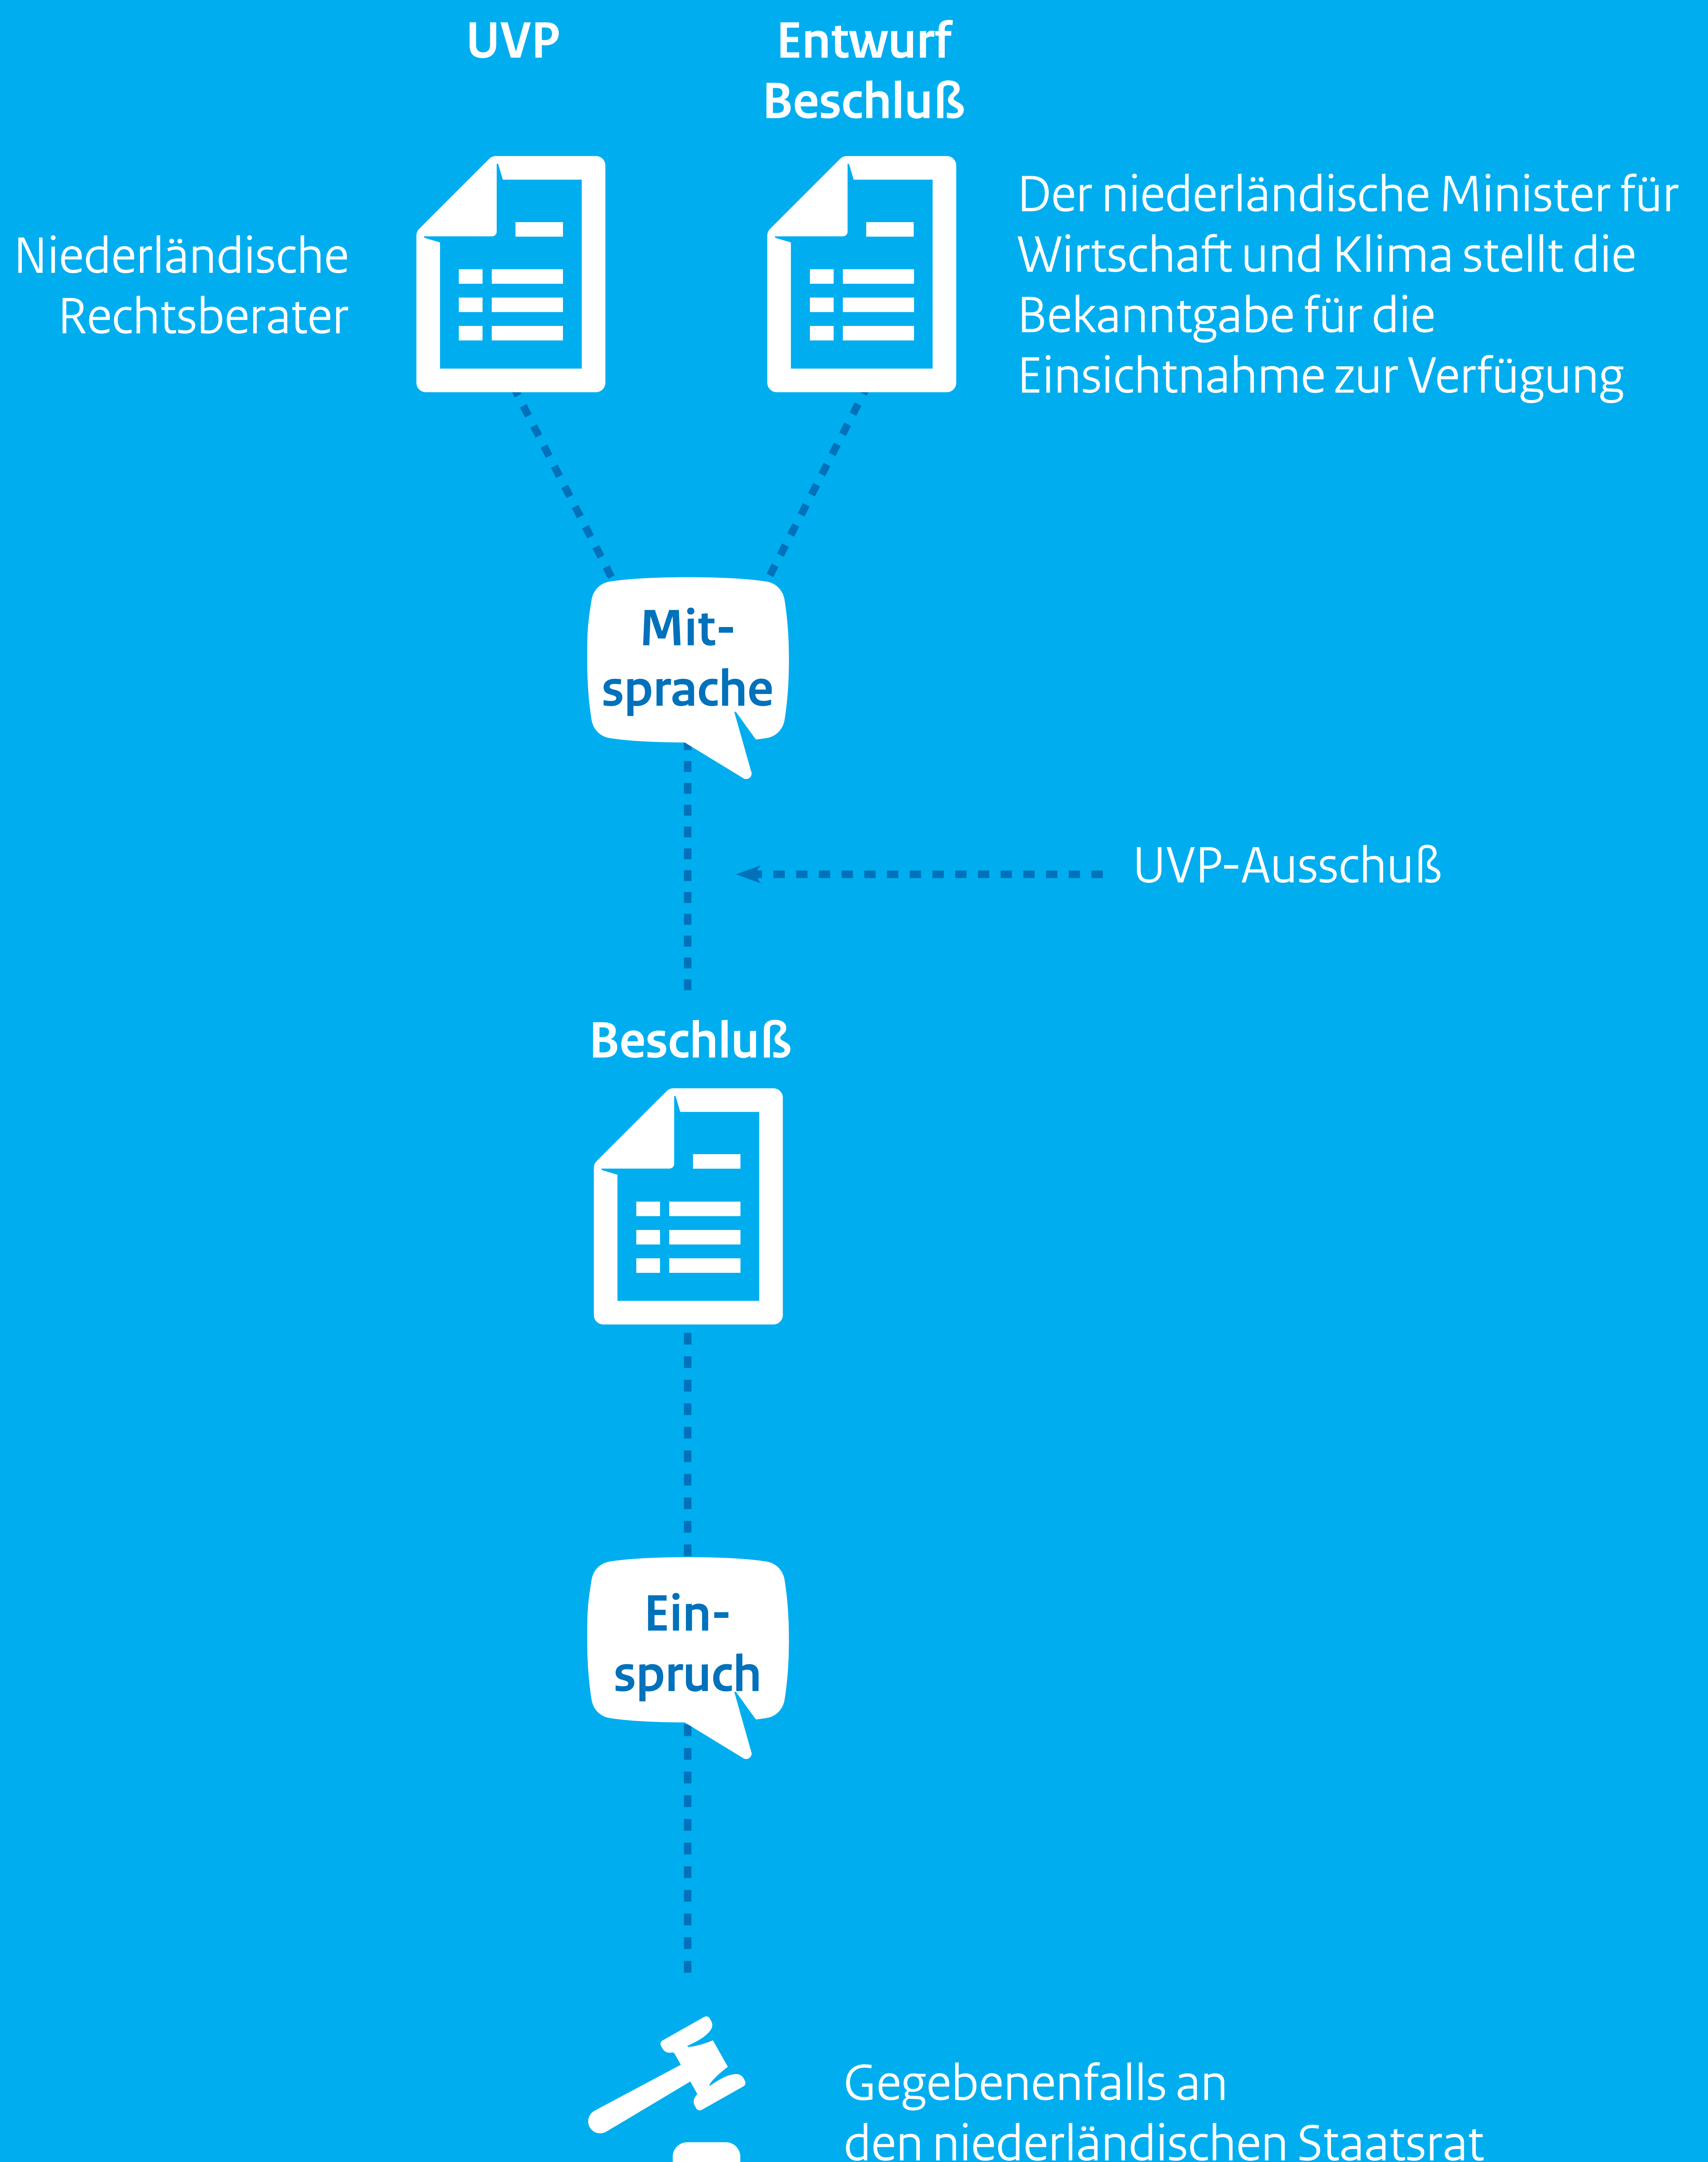 UVP
Entwurf
Beschluß
Niederländische
Rechtsberater
Der niederländische Minister für
Wirtschaft und Klima stellt die
Bekanntgabe für die
Einsichtnahme zur Verfügung
Mit-
sprache
UVP-Ausschuß
Beschluß
Ein-
spruch
Gegebenenfalls an
den niederländischen Staatsrat